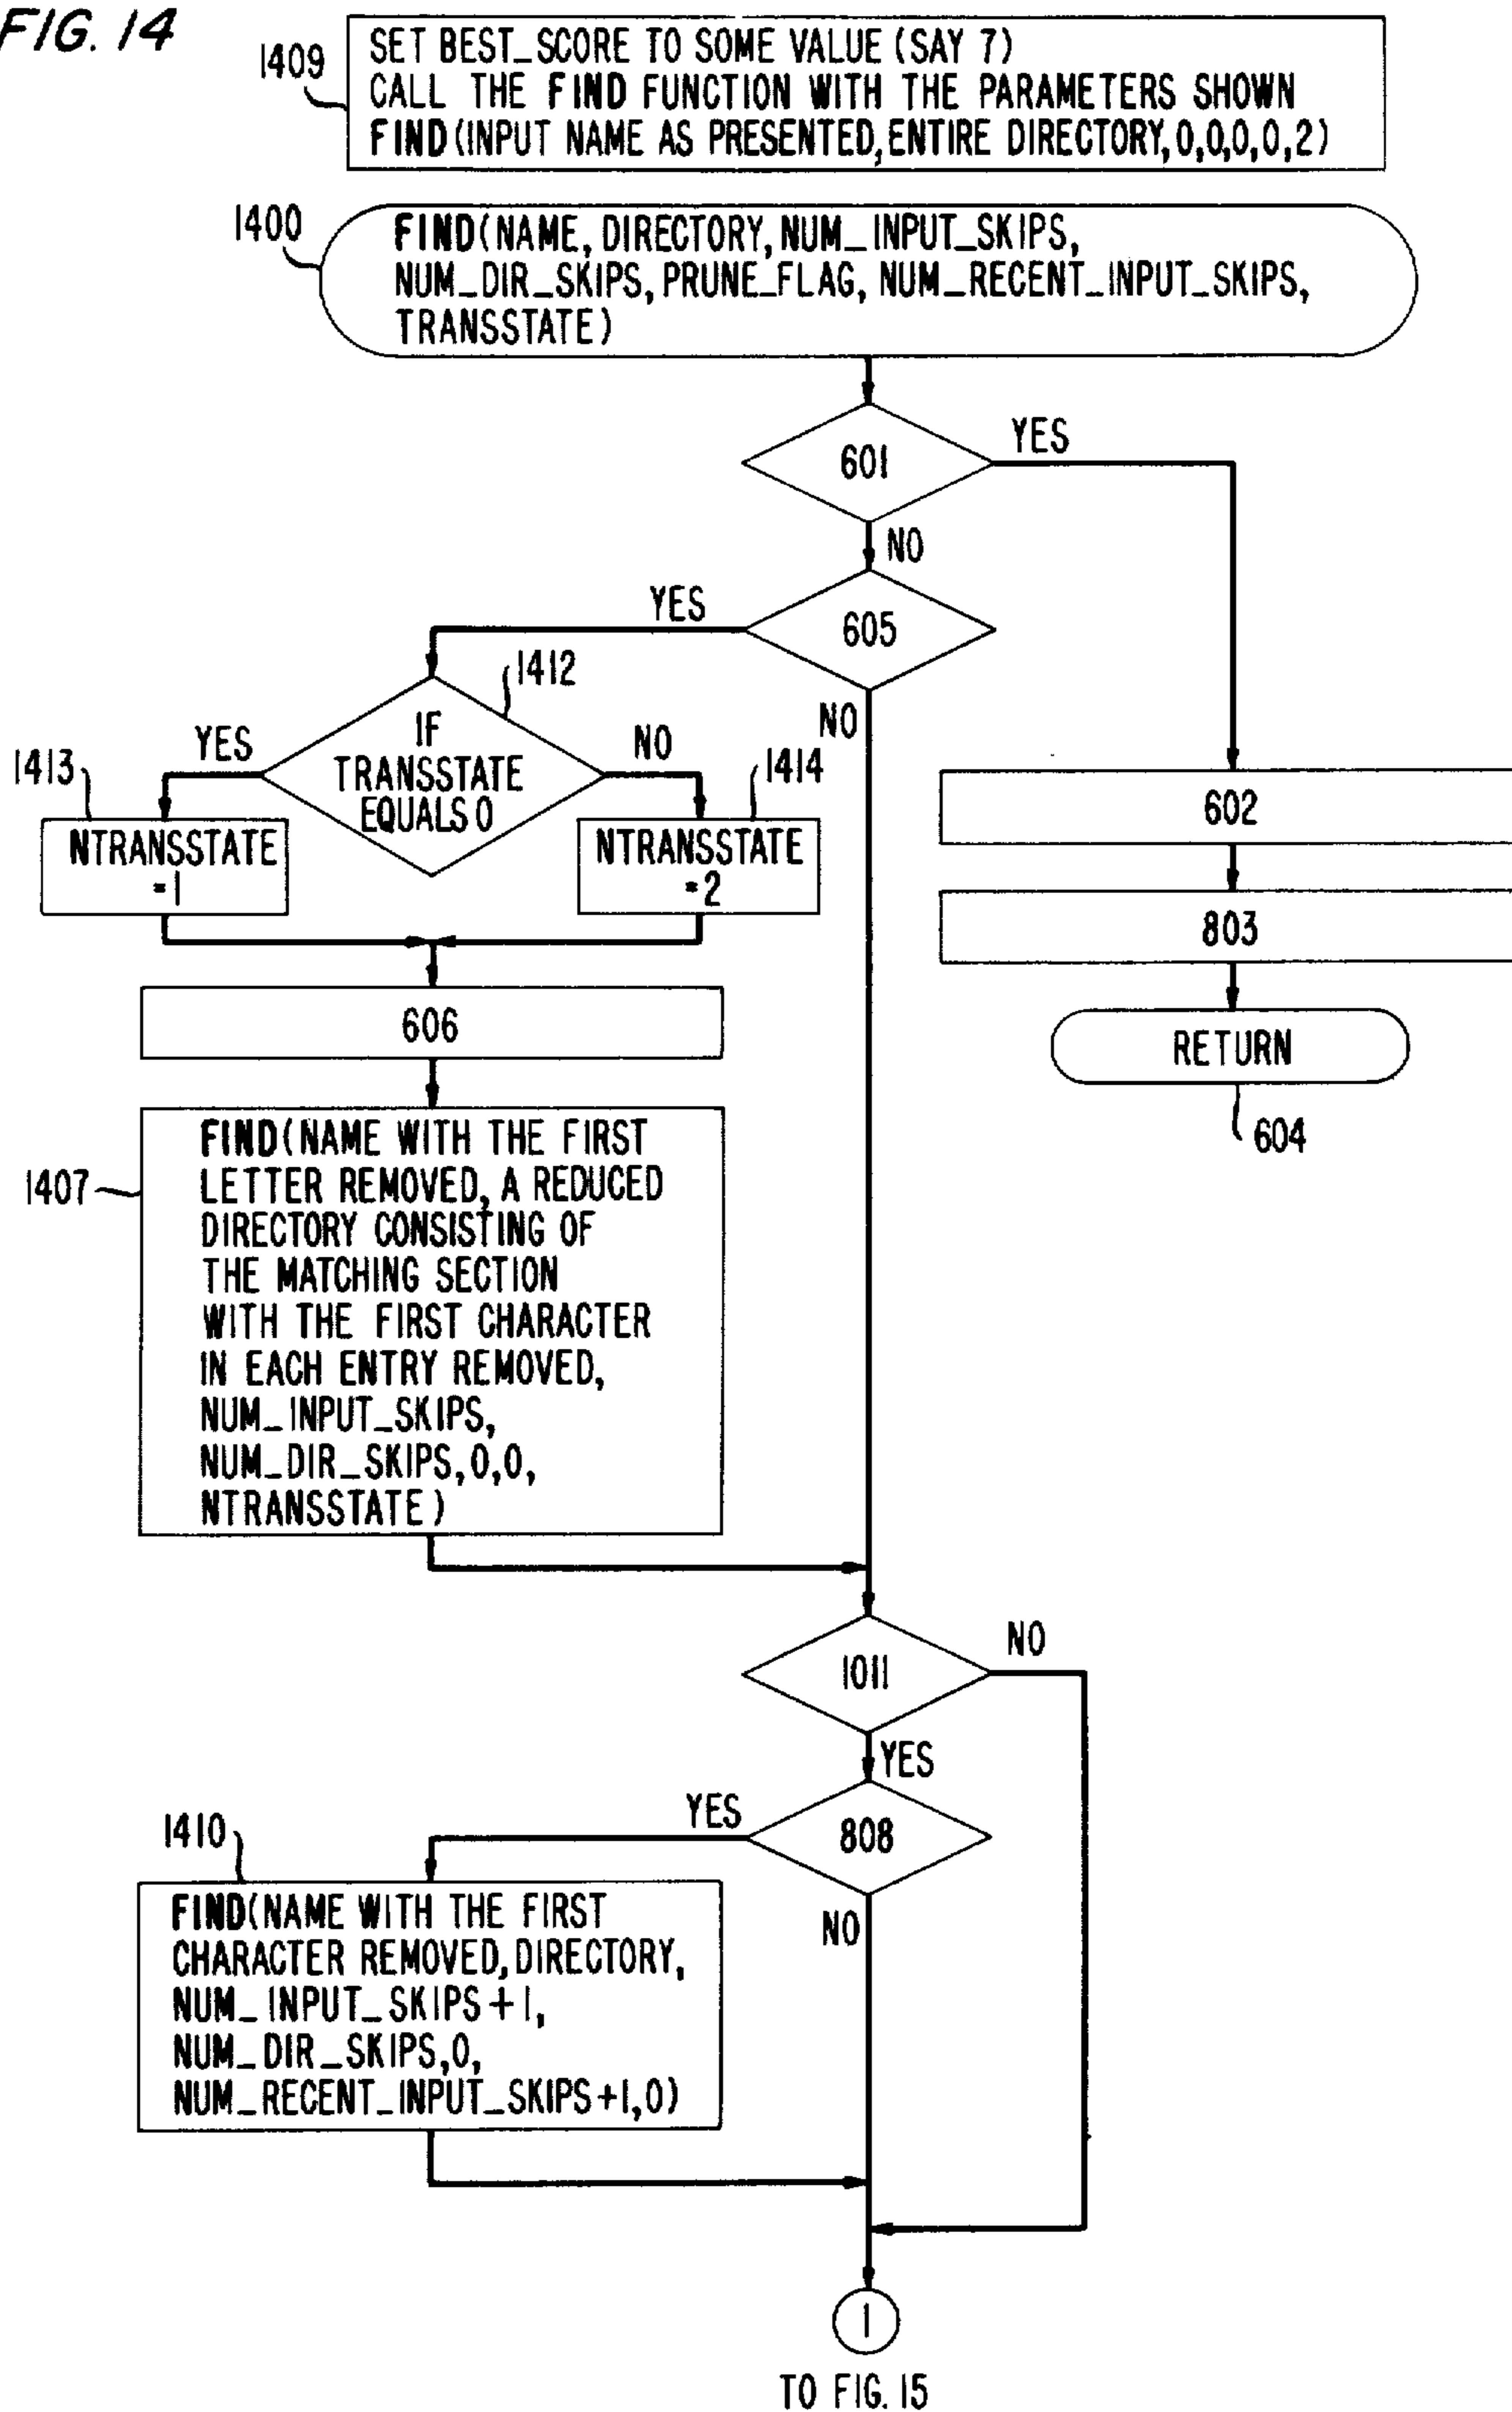 FIG. 14
1409
SET BEST_SCORE TO SOME VALUE (SAY 7)
CALL THE FIND FUNCTION WITH THE PARAMETERS SHOWN
FIND(INPUT NAME AS PRESENTED,ENTIRE DIRECTORY,0,0,0,0,2)
1400
FIND(NAME, DIRECTORY, NUM_INPUT_SKIPS,
NUM_DIR_SKIPS, PRUNE_FLAG, NUM_RECENT_INPUT_SKIPS,
TRANSSTATE)
601
YES
NO
605
YES
NO
1412
IF
TRANSSTATE
EQUALS 0
YES
NO
1413
NTRANSSTATE
=1
1414
NTRANSSTATE
=2
602
803
RETURN
604
606
1407
FIND(NAME WITH THE FIRST
LETTER REMOVED, A REDUCED
DIRECTORY CONSISTING OF
THE MATCHING SECTION
WITH THE FIRST CHARACTER
IN EACH ENTRY REMOVED,
NUM_INPUT_SKIPS,
NUM_DIR_SKIPS,0,0,
NTRANSSTATE)
1011
NO
YES
808
YES
NO
1410
FIND(NAME WITH THE FIRST
CHARACTER REMOVED, DIRECTORY,
NUM_INPUT_SKIPS+1,
NUM_DIR_SKIPS,0,
NUM_RECENT_INPUT_SKIPS+1,0)
1
TO FIG. 15